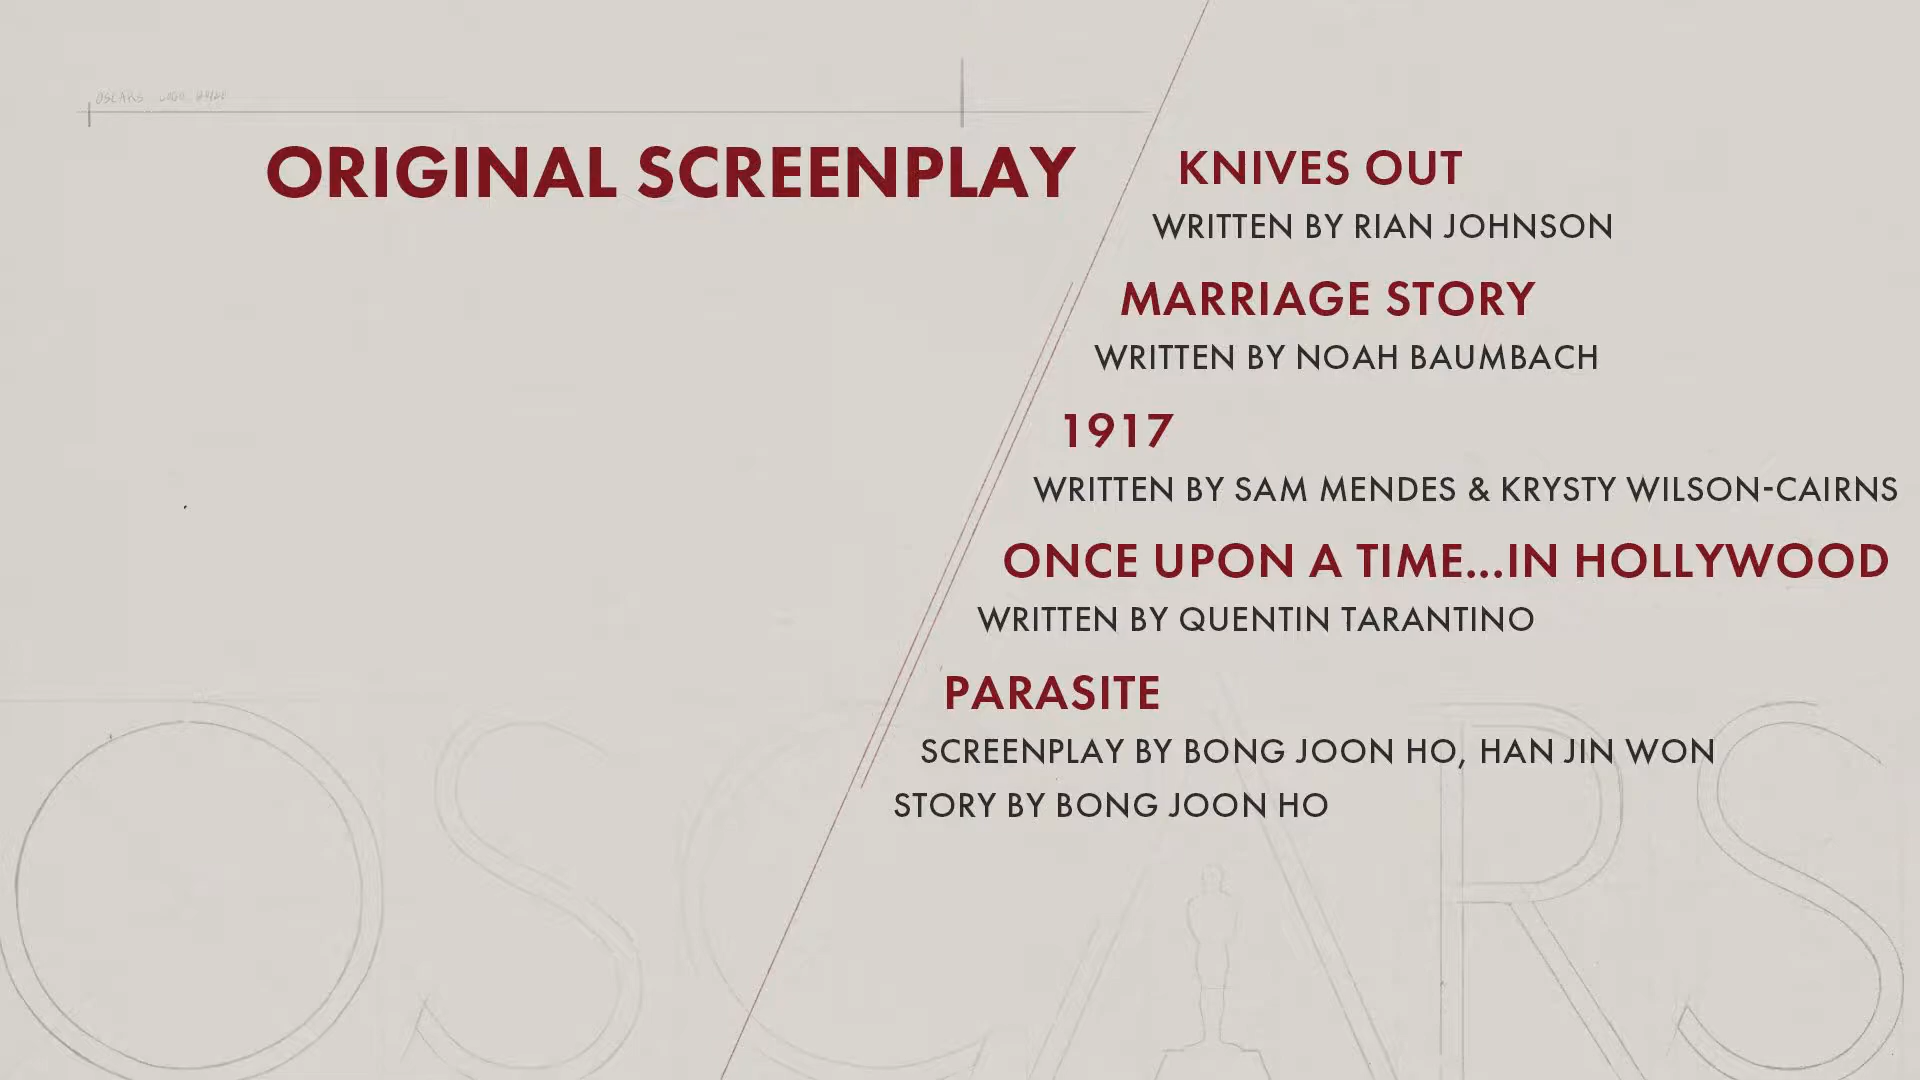 ORIGINAL SCREENPLAY
KNIVES OUT
WRITTEN BY RIAN JOHNSON
MARRIAGE STORY
WRITTEN BY NOAH BAUMBACH
1917
WRITTEN BY SAM MENDES & KRYSTY WILSON-CAIRNS
ONCE UPON A TIME...IN HOLLYWOOD
WRITTEN BY QUENTIN TARANTINO
PARASITE
SCREENPLAY BY BONG JOON HO, HAN JIN WON
STORY BY BONG JOON HO
OSCARS